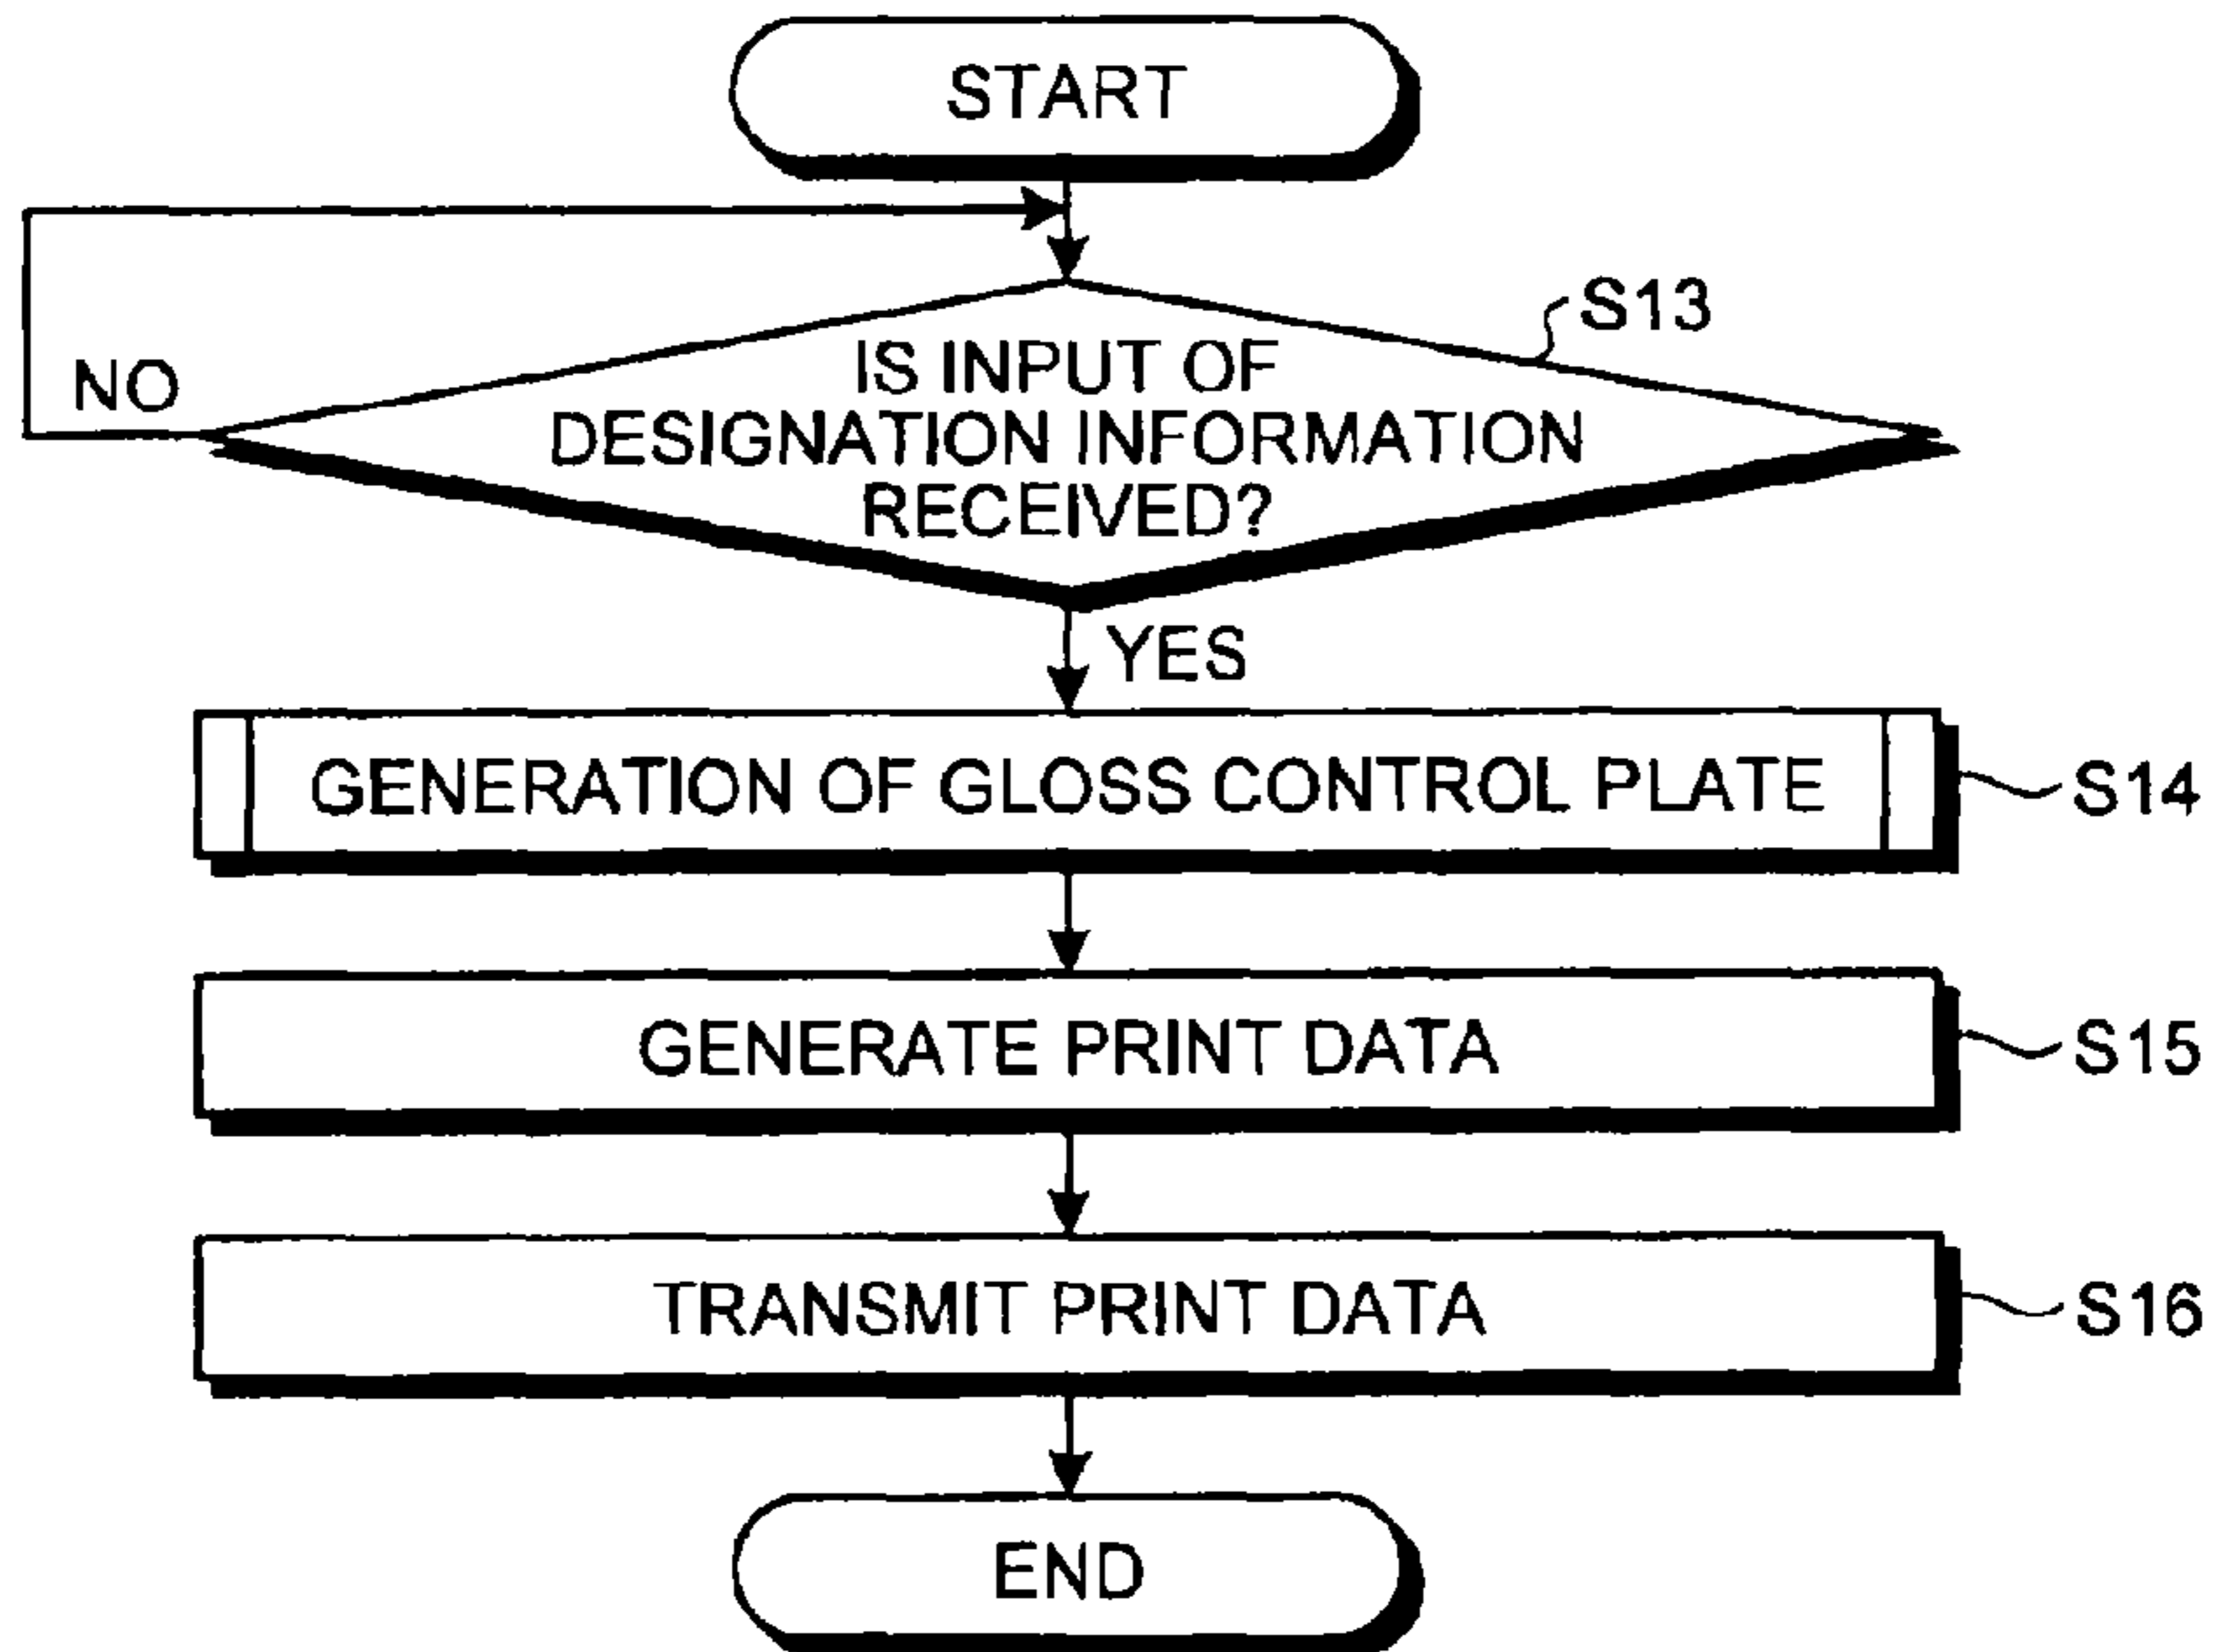 START
S13
NO
IS INPUT OF
DESIGNATION INFORMATION
RECEIVED?
YES
GENERATION OF GLOSS CONTROL PLATE
S14
GENERATE PRINT DATA
S15
TRANSMIT PRINT DATA
S16
END